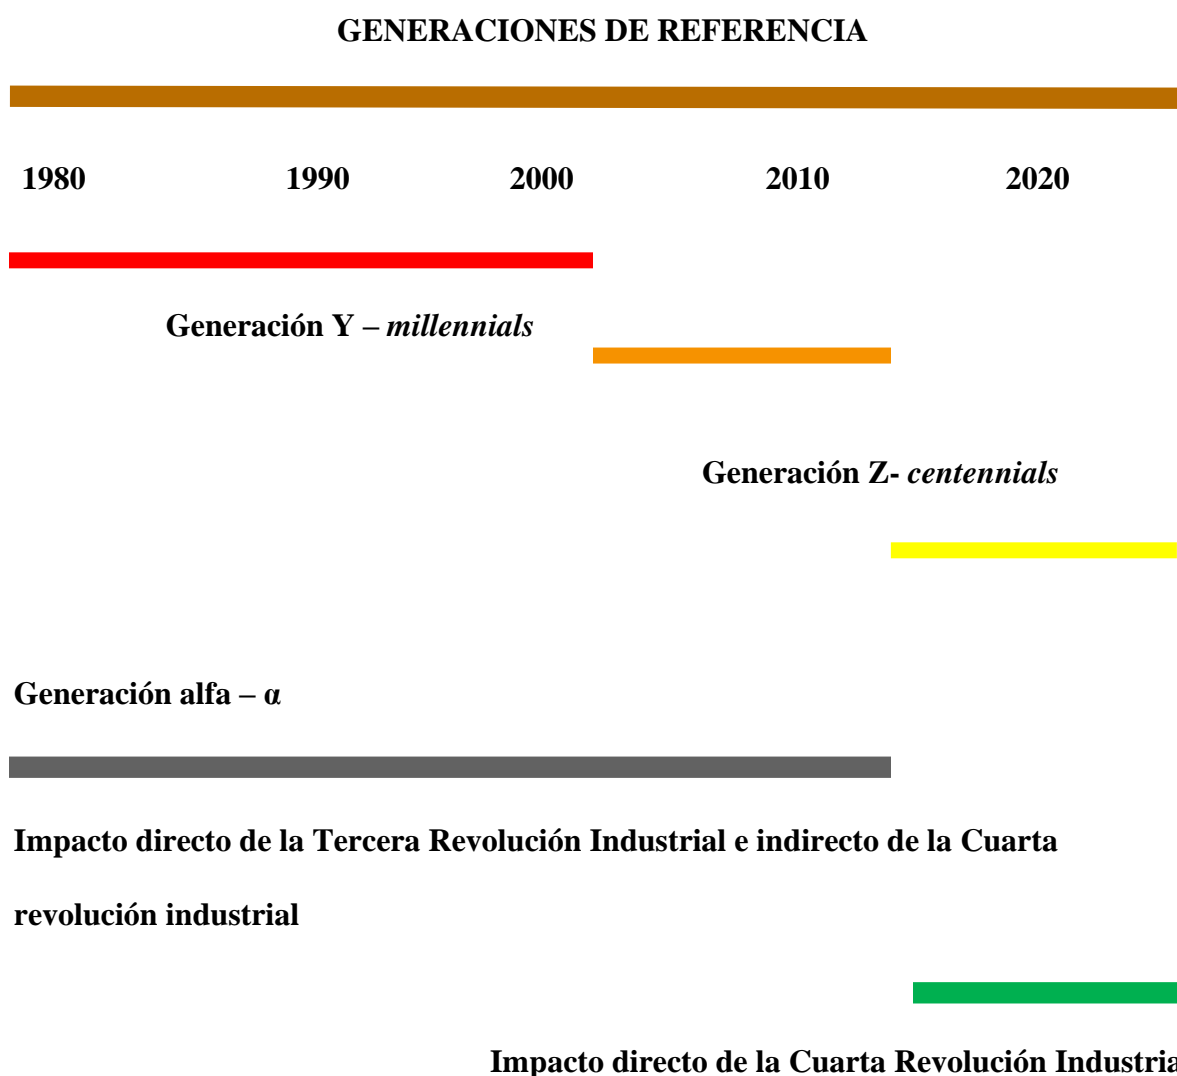 GENERACIONES DE REFERENCIA
1980 1990 2000 2010 2020
Generación Y – millennials
Generación Z- centennials
Generación alfa – α
Impacto directo de la Tercera Revolución Industrial e indirecto de la Cuarta
revolución industrial
Impacto directo de la Cuarta Revolución Industria